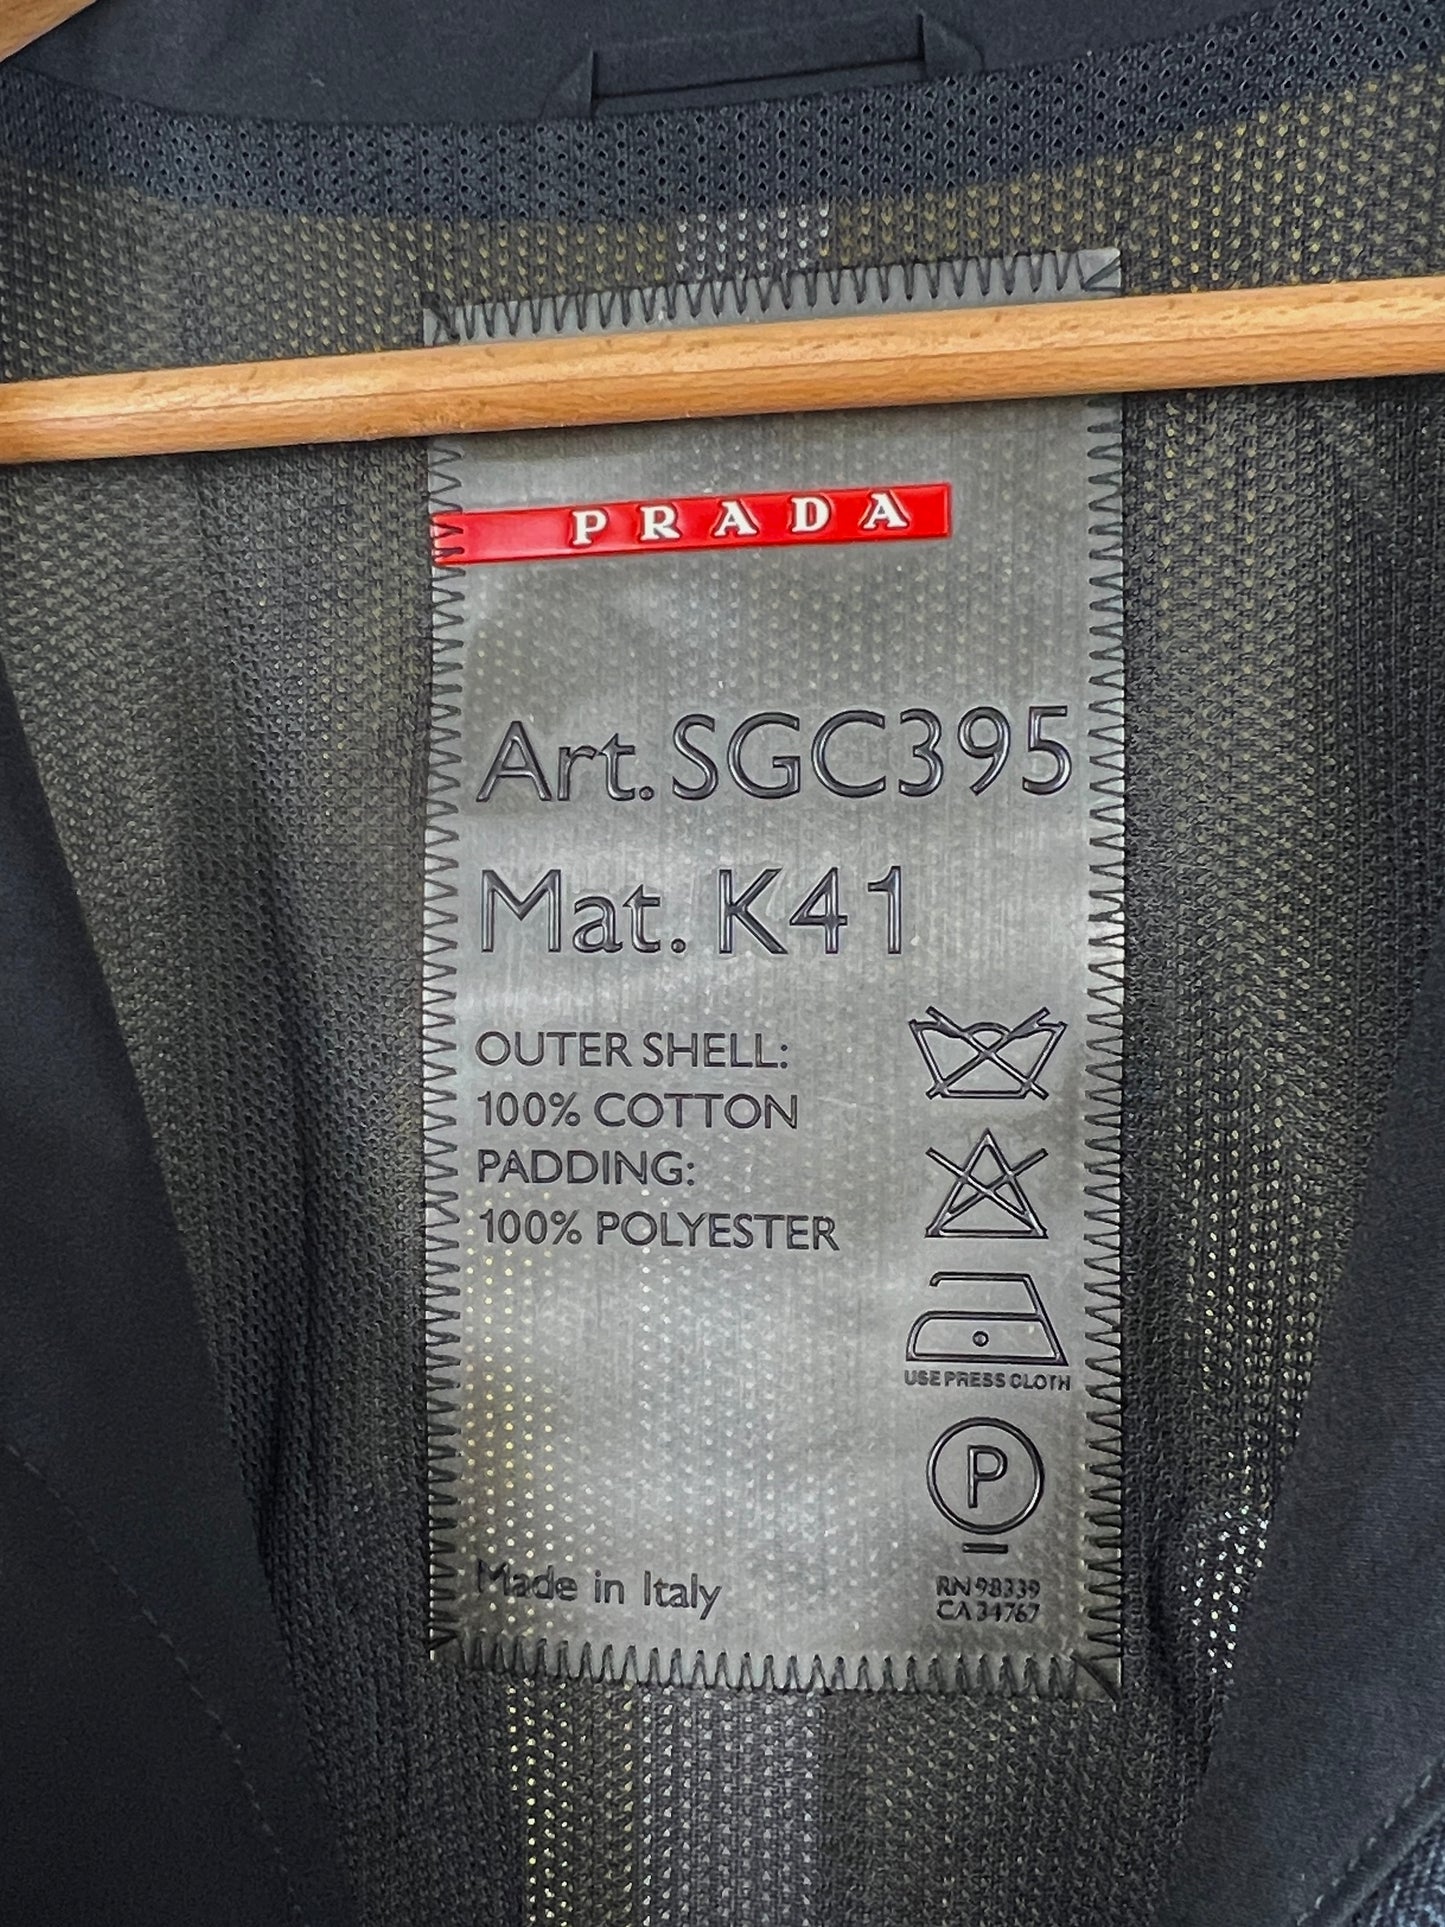 PRADA
Art. SGC395
Mat. K41
OUTER SHELL:
100% COTTON
PADDING:
100% POLYESTER
USE PRESS CLOTH
P
Made in Italy
RN 98339
CA 34767